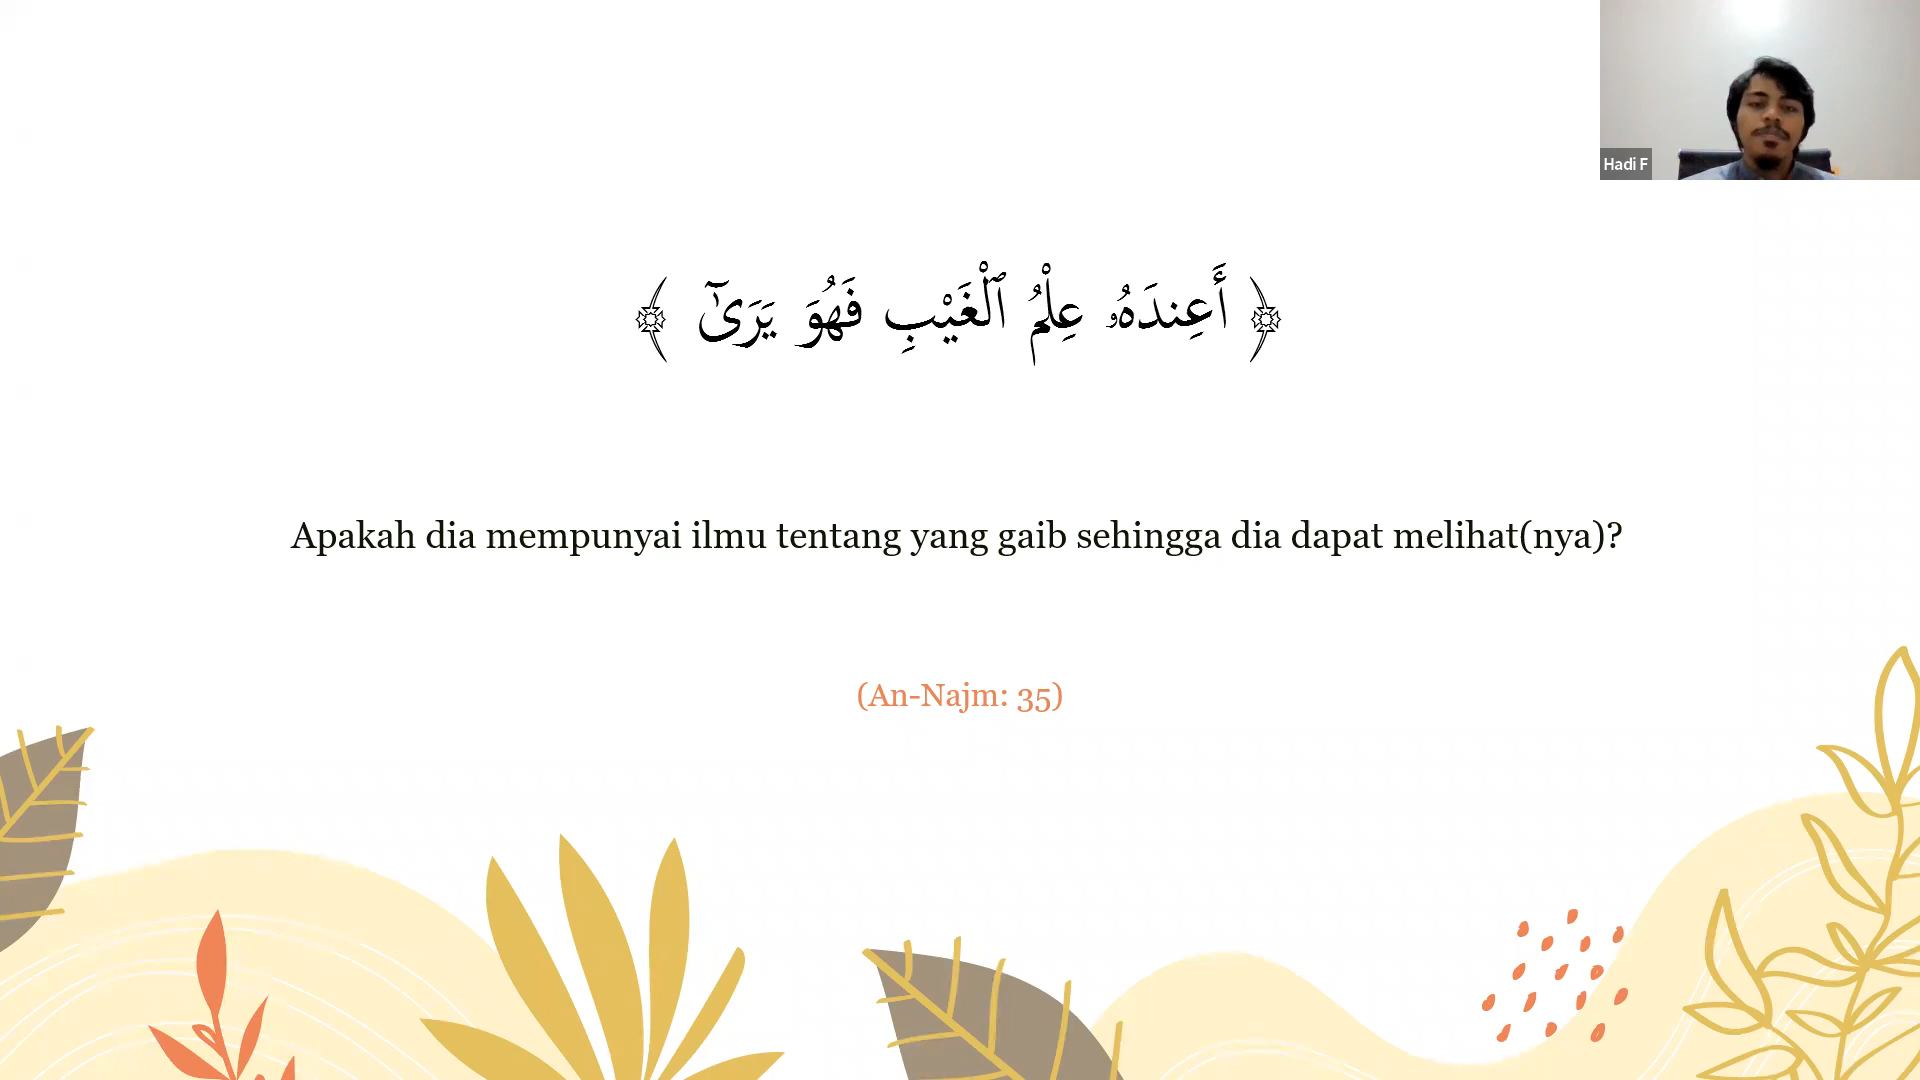 Hadi F
﴿ أَعِندَهُۥ عِلْمُ ٱلْغَيْبِ فَهُوَ يَرَىٰٓ ﴾
Apakah dia mempunyai ilmu tentang yang gaib sehingga dia dapat melihat(nya)?
(An-Najm: 35)